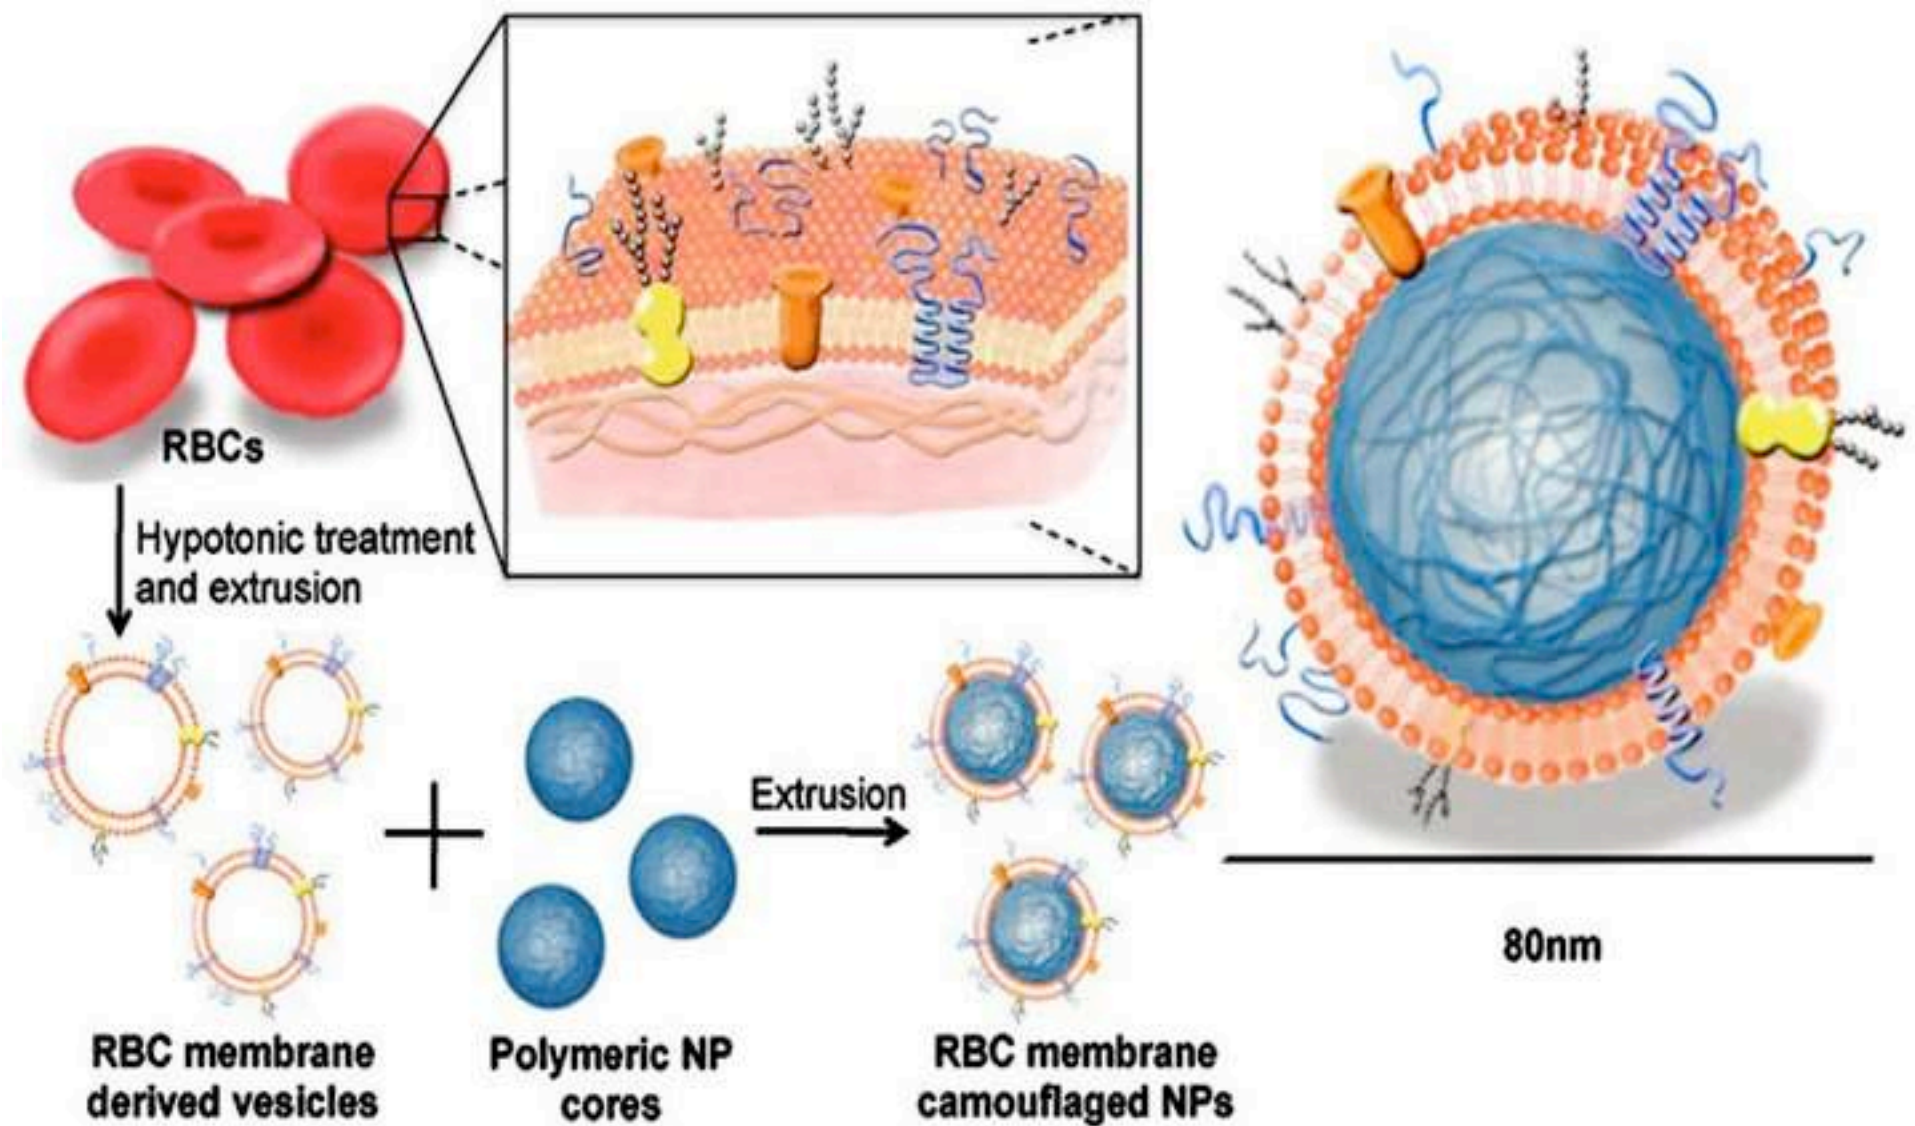 RBCs
Hypotonic treatment
and extrusion
Extrusion
80nm
RBC membrane
derived vesicles
Polymeric NP
cores
RBC membrane
camouflaged NPs